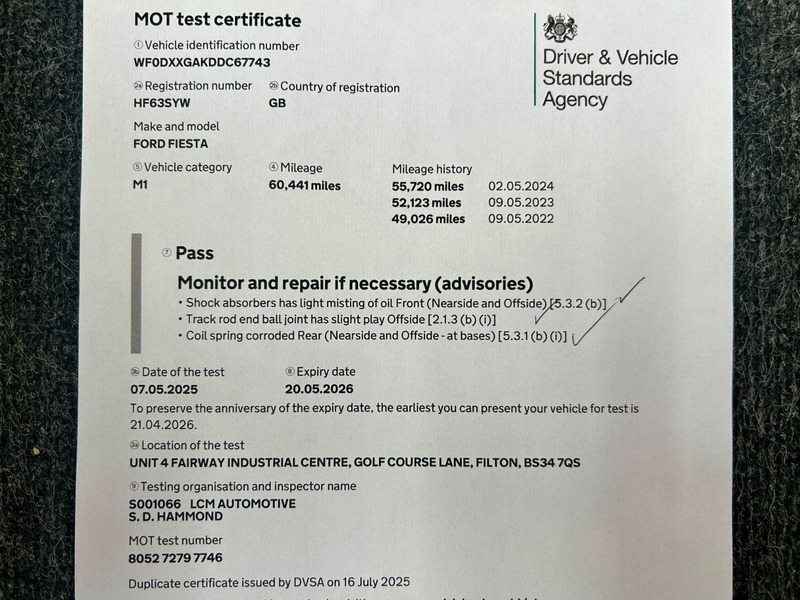 MOT test certificate
① Vehicle identification number
WF0DXXGAKDDC67743
Driver & Vehicle
Standards
Agency
2a Registration number 2b Country of registration
HF63SYW GB
Make and model
FORD FIESTA
⑤ Vehicle category ④ Mileage Mileage history
M1 60,441 miles 55,720 miles 02.05.2024
52,123 miles 09.05.2023
49,026 miles 09.05.2022
⑦ Pass
Monitor and repair if necessary (advisories)
• Shock absorbers has light misting of oil Front (Nearside and Offside) [5.3.2 (b)]
• Track rod end ball joint has slight play Offside [2.1.3 (b) (i)]
• Coil spring corroded Rear (Nearside and Offside - at bases) [5.3.1 (b) (i)]
3b Date of the test ⑧ Expiry date
07.05.2025 20.05.2026
To preserve the anniversary of the expiry date, the earliest you can present your vehicle for test is
21.04.2026.
3a Location of the test
UNIT 4 FAIRWAY INDUSTRIAL CENTRE, GOLF COURSE LANE, FILTON, BS34 7QS
⑨ Testing organisation and inspector name
S001066 LCM AUTOMOTIVE
S. D. HAMMOND
MOT test number
8052 7279 7746
Duplicate certificate issued by DVSA on 16 July 2025